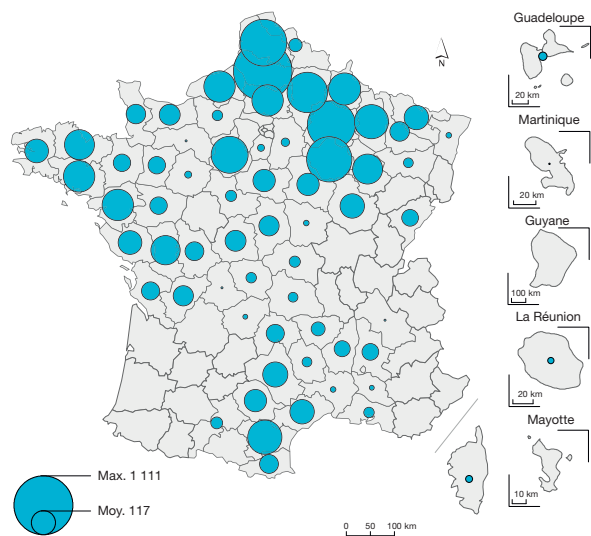 Guadeloupe
20 km
Martinique
20 km
Guyane
100 km
La Réunion
20 km
Mayotte
10 km
N
Max. 1 111
Moy. 117
0 50 100 km